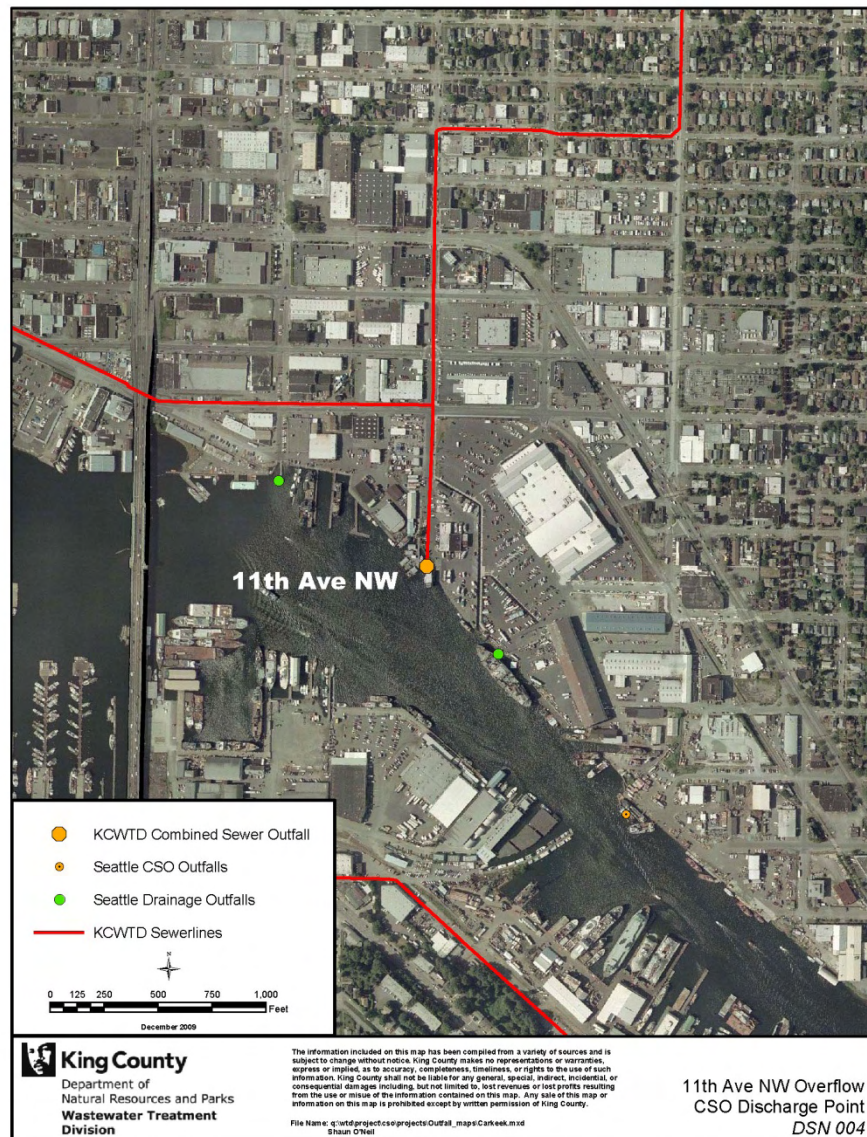 11th Ave NW
KCWTD Combined Sewer Outfall
Seattle CSO Outfalls
Seattle Drainage Outfalls
KCWTD Sewerlines
N
0 125 250 500 750 1,000
Feet
December 2009
King County
Department of
Natural Resources and Parks
Wastewater Treatment
Division
The information included on this map has been compiled from a variety of sources and is
subject to change without notice. King County makes no representations or warranties,
express or implied, as to accuracy, completeness, timeliness, or rights to the use of such
information. King County shall not be liable for any general, special, indirect, incidental, or
consequential damages including, but not limited to, lost revenues or lost profits resulting
from the use or misuse of the information contained on this map. Any sale of this map or
information on this map is prohibited except by written permission of King County.
File Name: q:\wtd\project\cso\projects\Outfall_maps\Carkeek.mxd
Shaun O'Neil
11th Ave NW Overflow
CSO Discharge Point
DSN 004